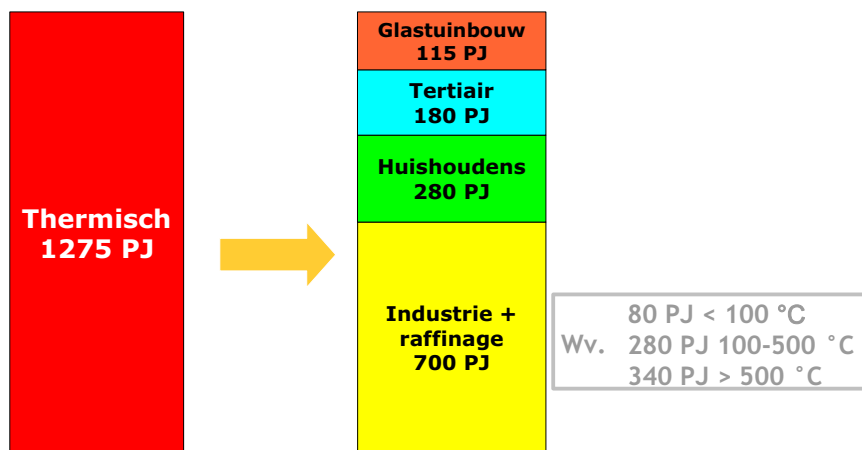 Thermisch
1275 PJ
Glastuinbouw
115 PJ
Tertiair
180 PJ
Huishoudens
280 PJ
Industrie +
raffinage
700 PJ
80 PJ < 100 °C
Wv. 280 PJ 100-500 °C
340 PJ > 500 °C